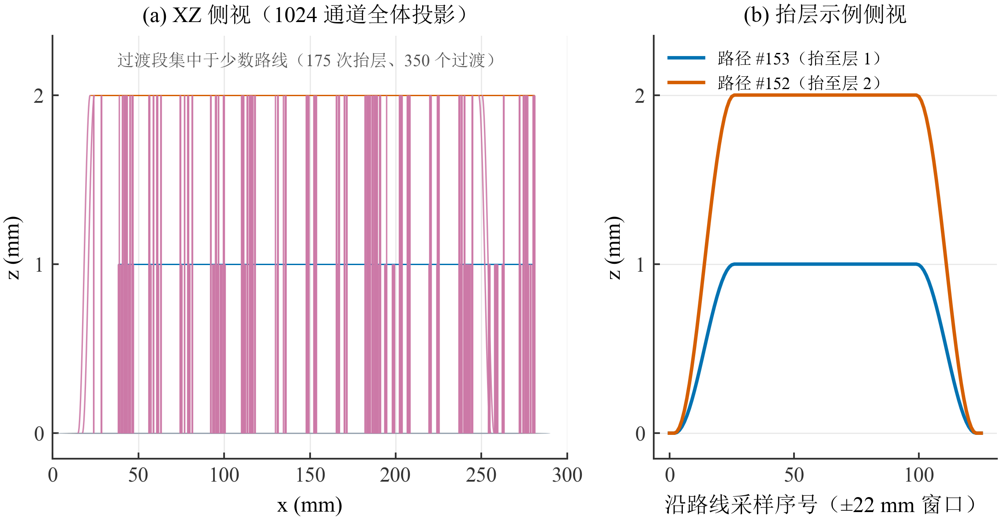 (a) XZ 侧视（1024 通道全体投影）
过渡段集中于少数路线（175 次抬层、350 个过渡）
z (mm)
2
1
0
0 50 100 150 200 250 300
x (mm)
(b) 抬层示例侧视
路径 #153（抬至层 1）
路径 #152（抬至层 2）
z (mm)
2
1
0
0 50 100
沿路线采样序号（±22 mm 窗口）